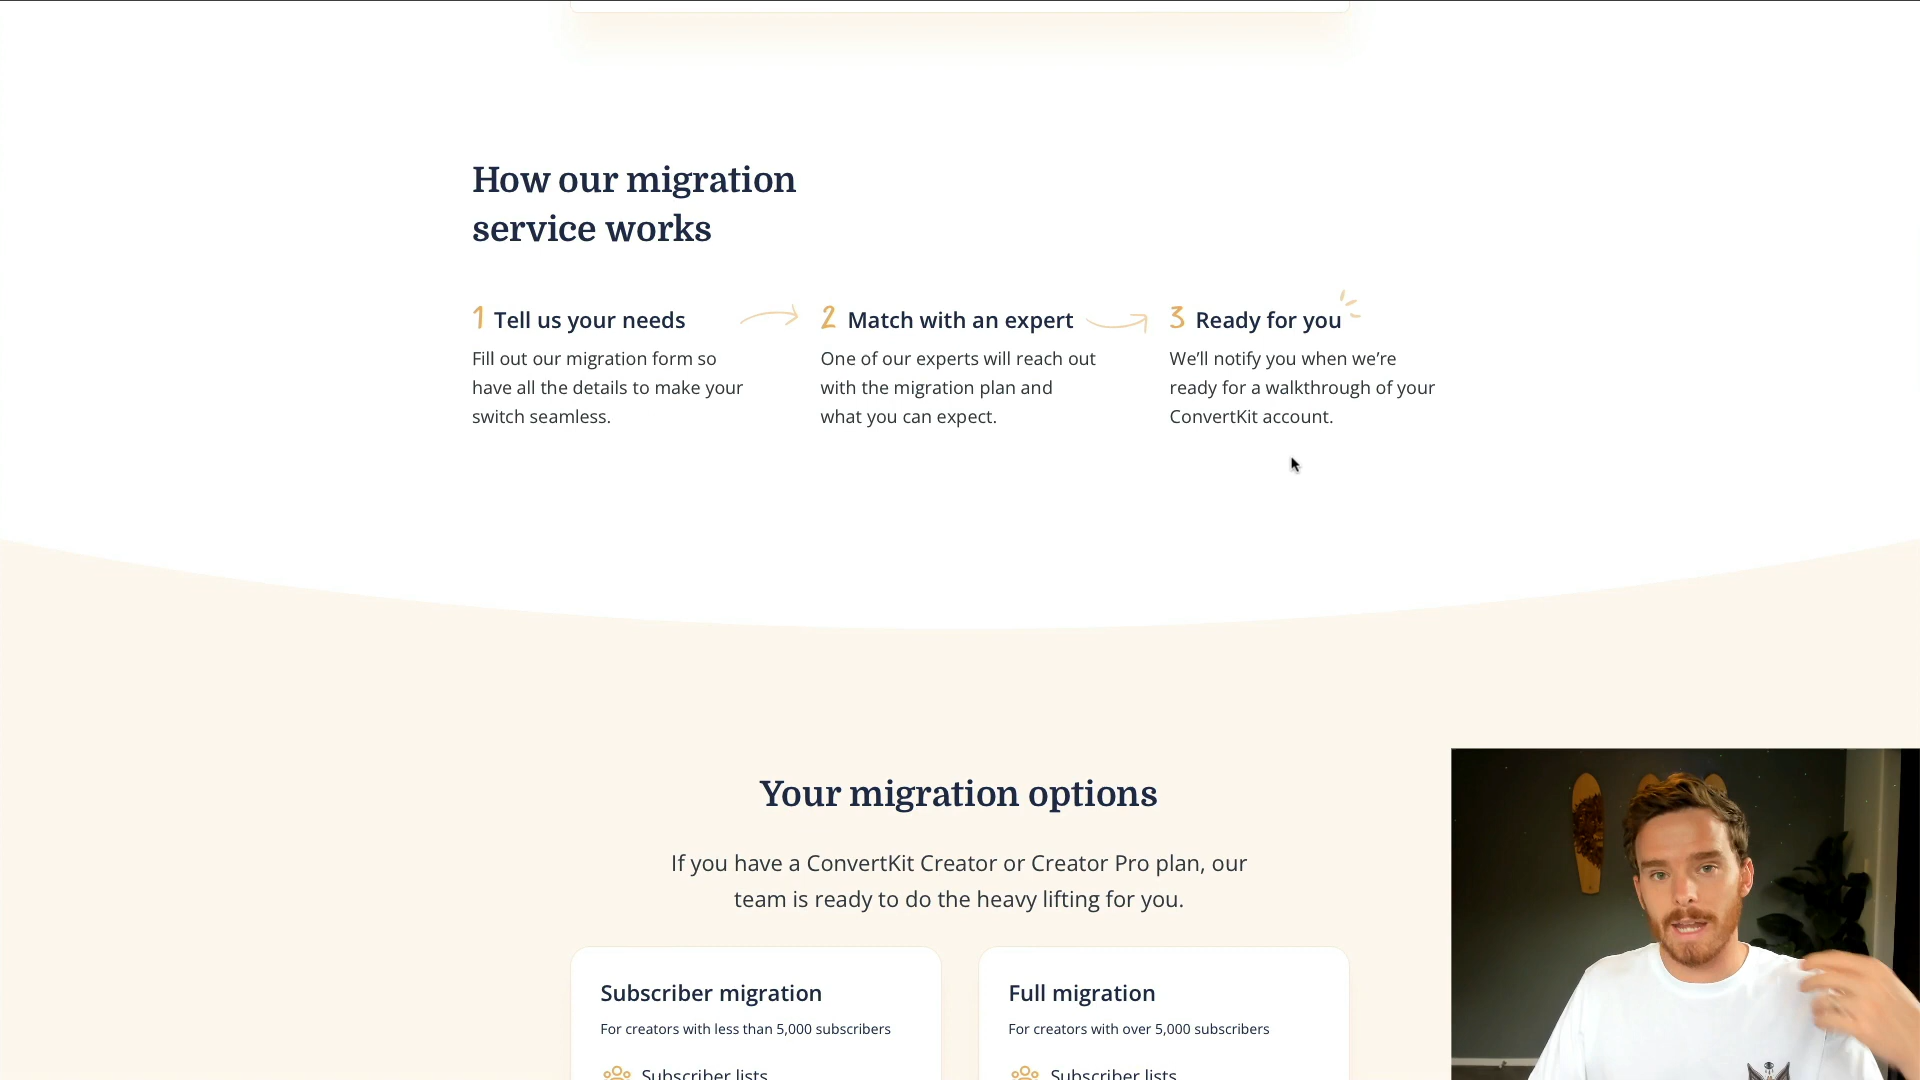 How our migration
service works
1 Tell us your needs
Fill out our migration form so
have all the details to make your
switch seamless.
2 Match with an expert
One of our experts will reach out
with the migration plan and
what you can expect.
3 Ready for you
We’ll notify you when we’re
ready for a walkthrough of your
ConvertKit account.
Your migration options
If you have a ConvertKit Creator or Creator Pro plan, our
team is ready to do the heavy lifting for you.
Subscriber migration
For creators with less than 5,000 subscribers
Subscriber lists
Full migration
For creators with over 5,000 subscribers
Subscriber lists